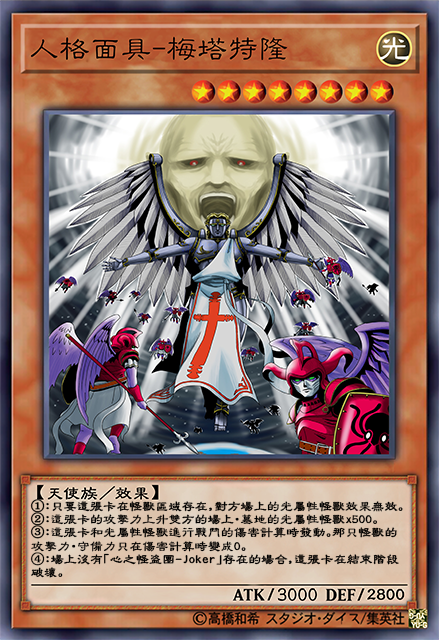 人格面具-梅塔特隆
光
【天使族／效果】
①:只要這張卡在怪獸區域存在,對方場上的光屬性怪獸效果無效。
②:這張卡的攻擊力上升雙方的場上·墓地的光屬性怪獸x500。
③:這張卡和光屬性怪獸進行戰鬥的傷害計算時發動。那只怪獸的
攻擊力·守備力只在傷害計算時變成0。
④:場上沒有「心之怪盜團-Joker」存在的場合,這張卡在結束階段
破壞。
ATK/3000 DEF/2800
©高橋和希 スタジオ・ダイス/集英社